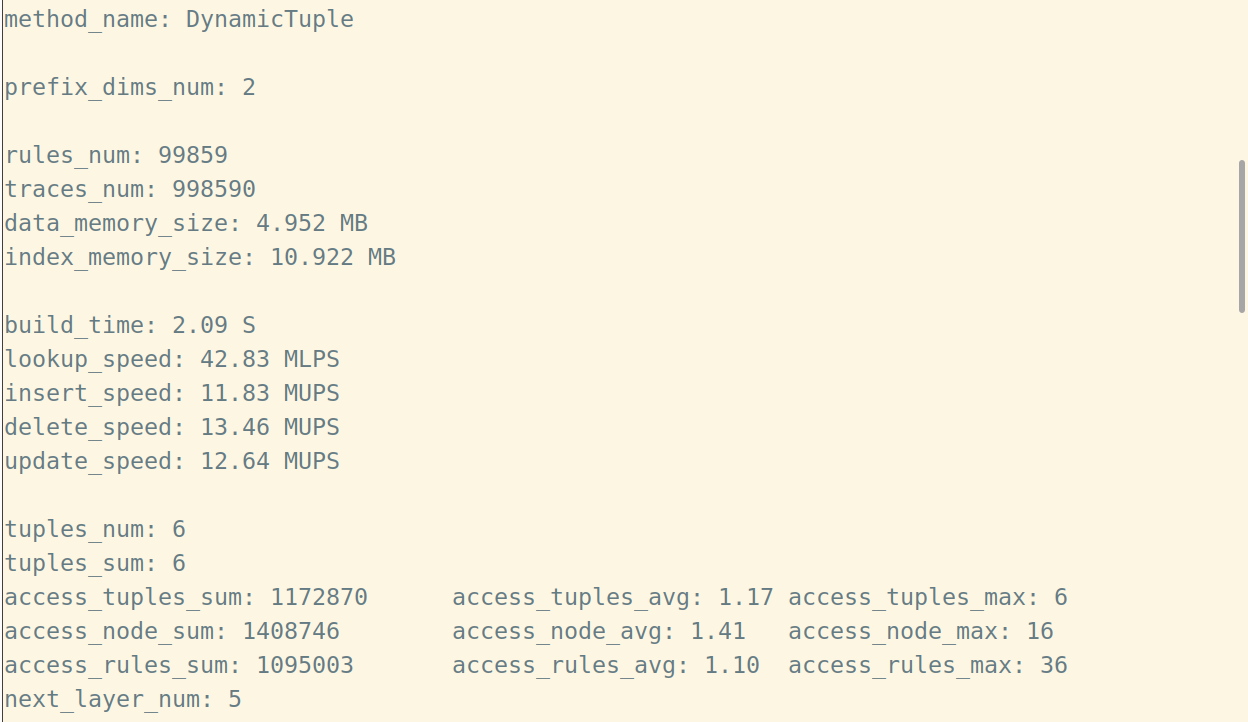 method_name: DynamicTuple
prefix_dims_num: 2
rules_num: 99859
traces_num: 998590
data_memory_size: 4.952 MB
index_memory_size: 10.922 MB
build_time: 2.09 S
lookup_speed: 42.83 MLPS
insert_speed: 11.83 MUPS
delete_speed: 13.46 MUPS
update_speed: 12.64 MUPS
tuples_num: 6
tuples_sum: 6
access_tuples_sum: 1172870 access_tuples_avg: 1.17 access_tuples_max: 6
access_node_sum: 1408746 access_node_avg: 1.41 access_node_max: 16
access_rules_sum: 1095003 access_rules_avg: 1.10 access_rules_max: 36
next_layer_num: 5